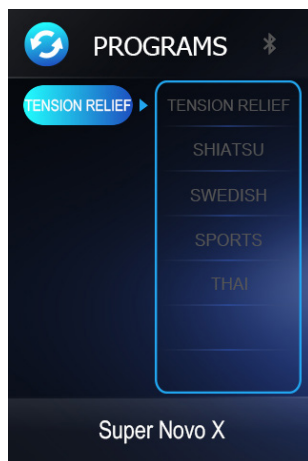 PROGRAMS
TENSION RELIEF
TENSION RELIEF
SHIATSU
SWEDISH
SPORTS
THAI
Super Novo X